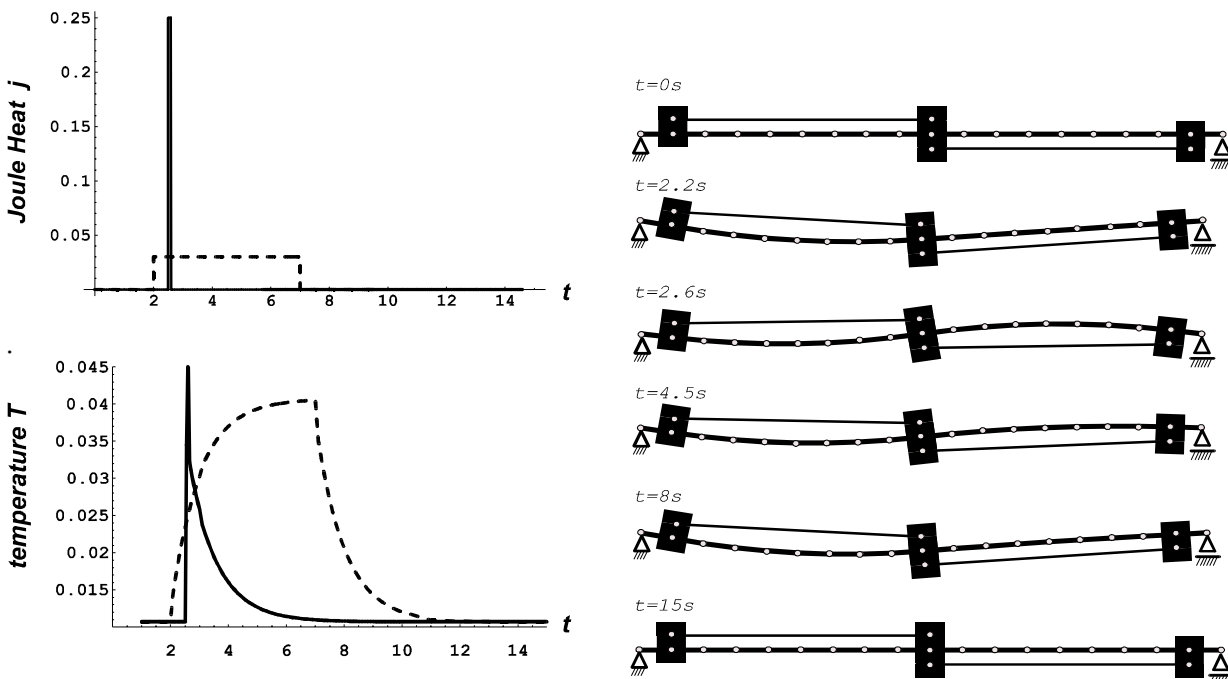 Joule Heat j
0.25
0.2
0.15
0.1
0.05
2 4 6 8 10 12 14
t
temperature T
0.045
0.04
0.035
0.03
0.025
0.02
0.015
2 4 6 8 10 12 14
t
t=0s
t=2.2s
t=2.6s
t=4.5s
t=8s
t=15s